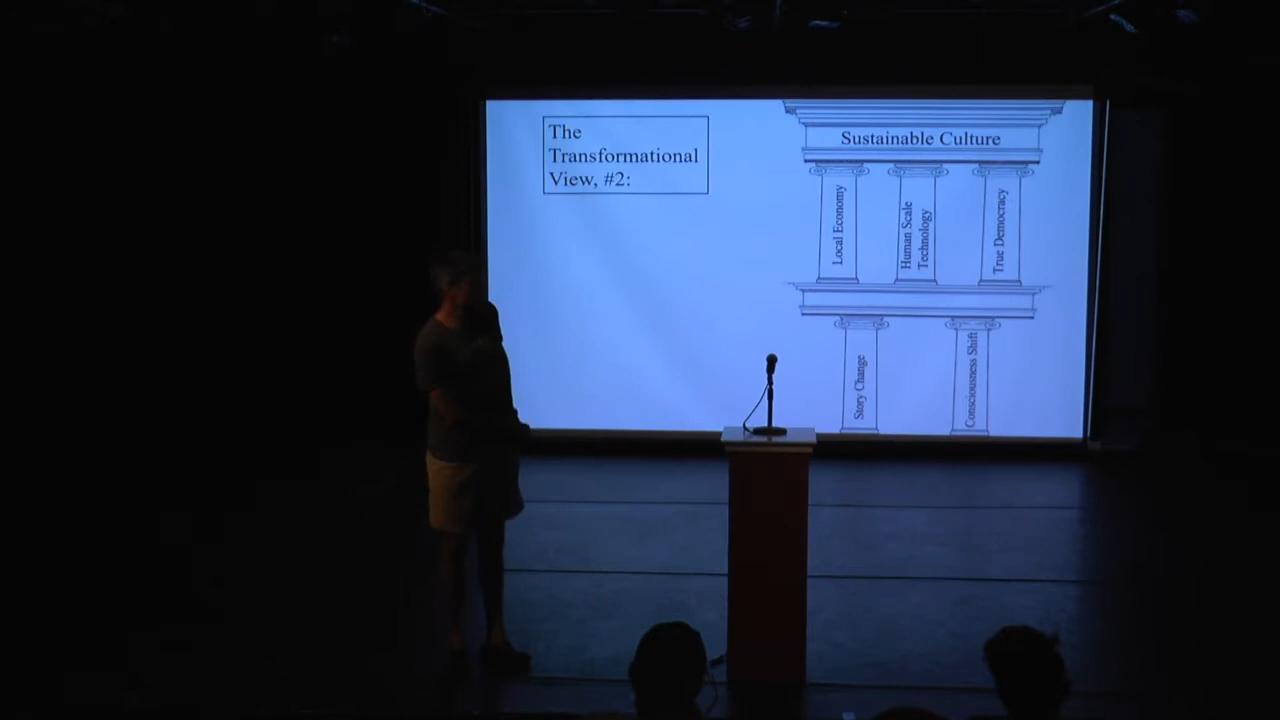 The
Transformational
View, #2:
Sustainable Culture
Local Economy
Human Scale
Technology
True Democracy
Story Change
Consciousness Shift